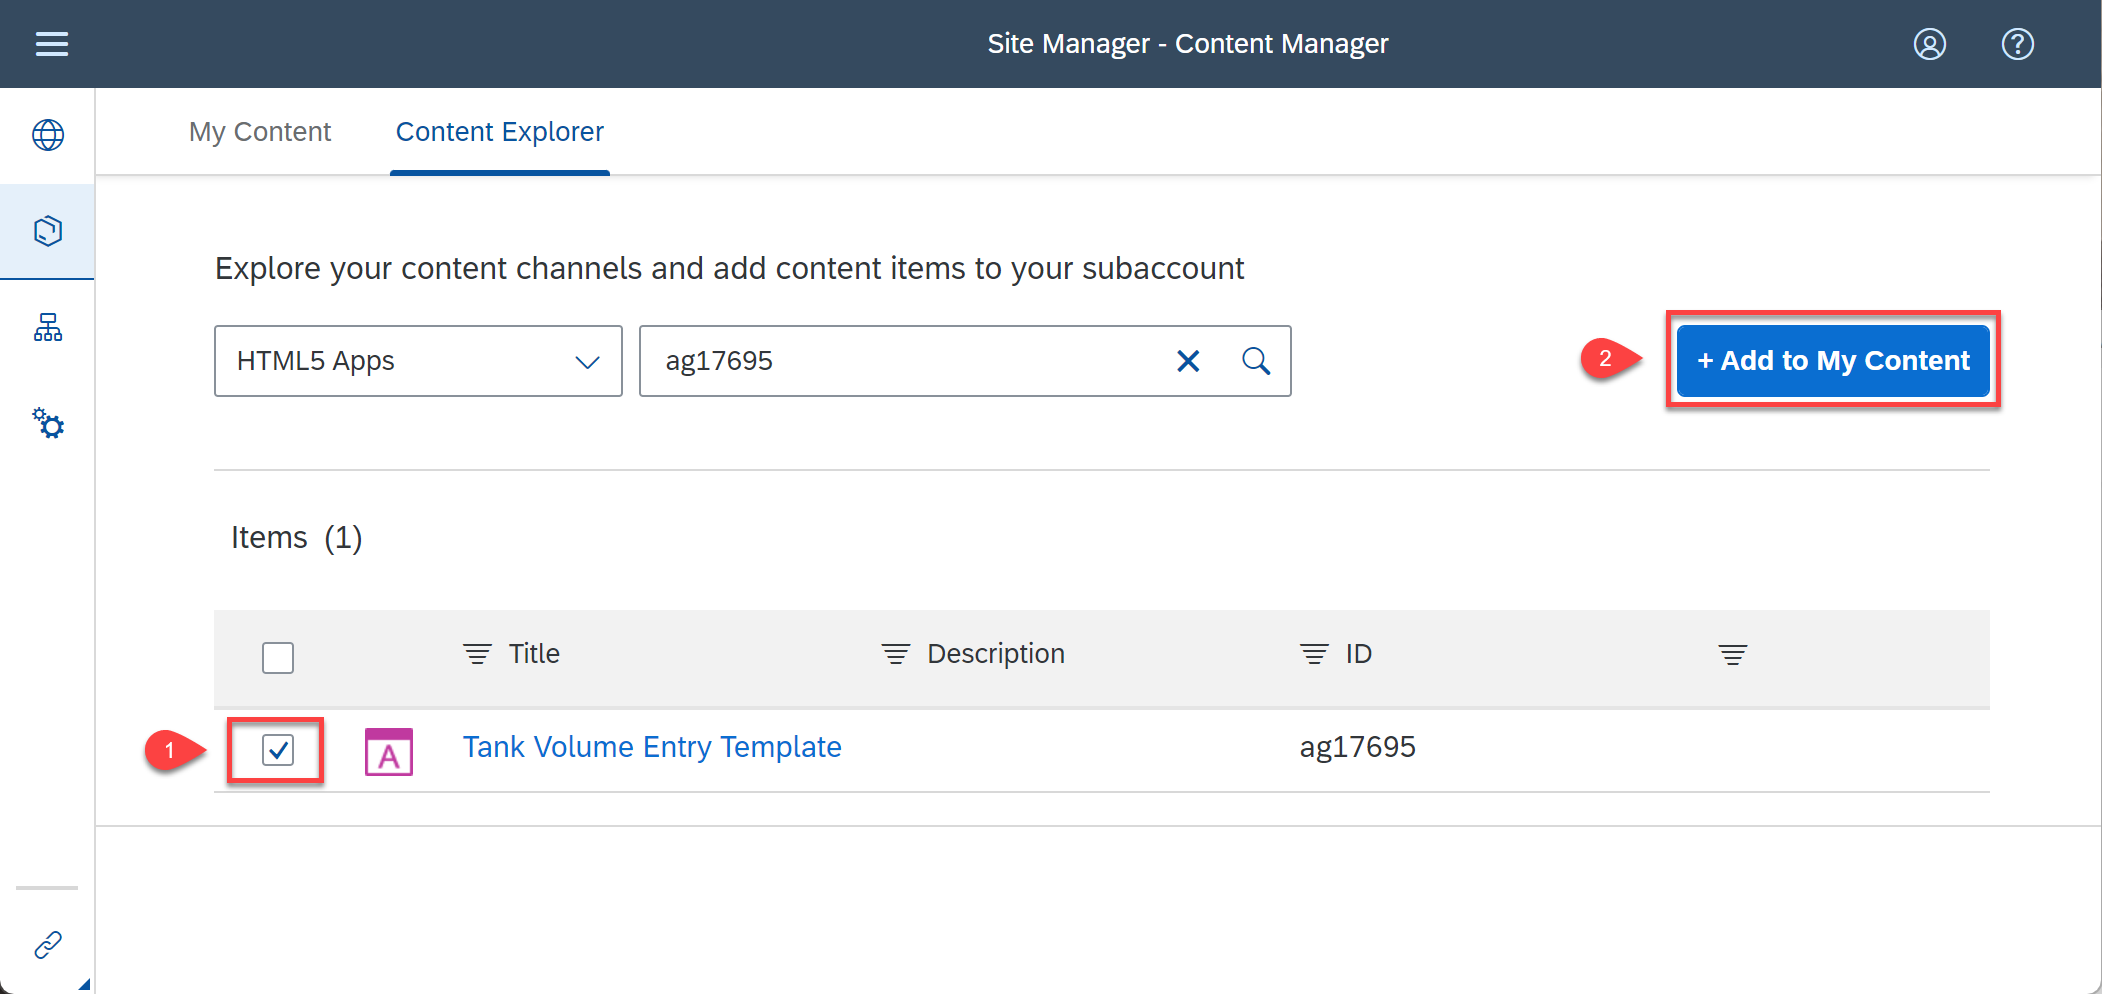 Site Manager - Content Manager
My Content
Content Explorer
Explore your content channels and add content items to your subaccount
HTML5 Apps
ag17695
2
+ Add to My Content
Items (1)
Title
Description
ID
1
A
Tank Volume Entry Template
ag17695